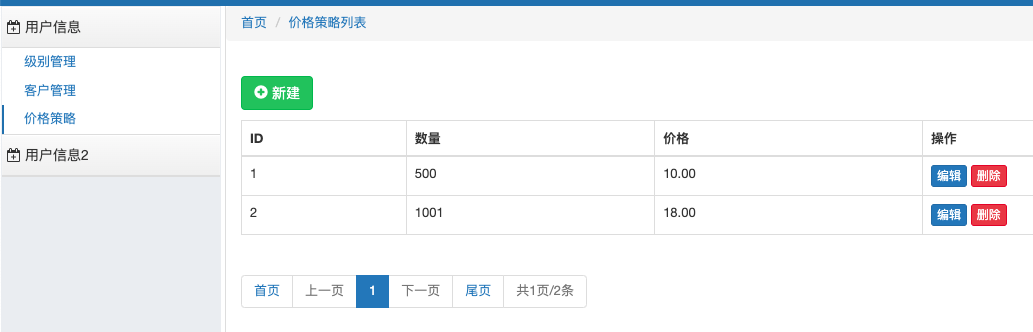 用户信息
级别管理
客户管理
价格策略
用户信息2
首页 / 价格策略列表
新建
ID 数量 价格 操作
1 500 10.00 编辑 删除
2 1001 18.00 编辑 删除
首页 上一页 1 下一页 尾页 共1页/2条